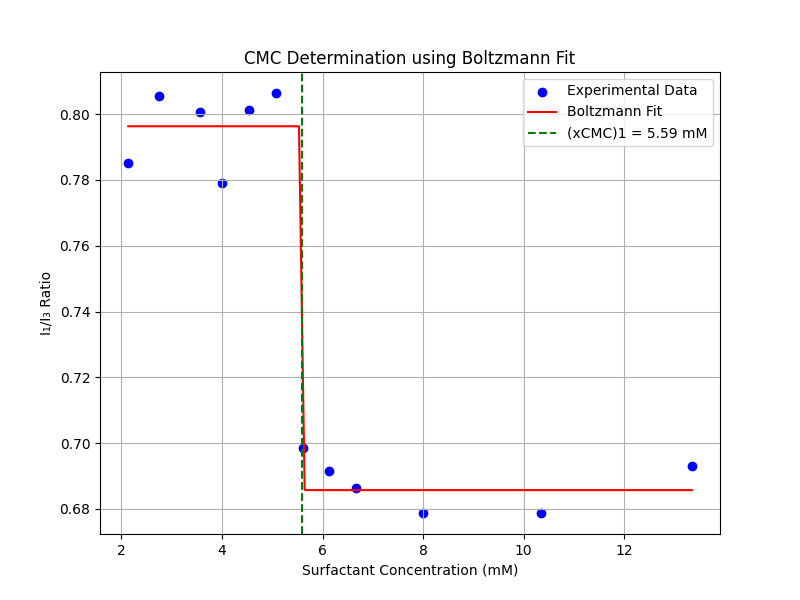 CMC Determination using Boltzmann Fit
Experimental Data
Boltzmann Fit
(xCMC)1 = 5.59 mM
I₁/I₃ Ratio
0.80
0.78
0.76
0.74
0.72
0.70
0.68
2 4 6 8 10 12
Surfactant Concentration (mM)